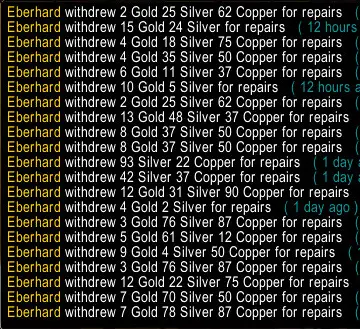 Eberhard withdrew 2 Gold 25 Silver 62 Copper for repairs
Eberhard withdrew 15 Gold 24 Silver for repairs ( 12 hours
Eberhard withdrew 4 Gold 18 Silver 75 Copper for repairs
Eberhard withdrew 4 Gold 35 Silver 50 Copper for repairs
Eberhard withdrew 6 Gold 11 Silver 37 Copper for repairs
Eberhard withdrew 10 Gold 5 Silver for repairs ( 12 hours a
Eberhard withdrew 2 Gold 25 Silver 62 Copper for repairs
Eberhard withdrew 13 Gold 48 Silver 37 Copper for repairs
Eberhard withdrew 8 Gold 37 Silver 50 Copper for repairs (
Eberhard withdrew 8 Gold 37 Silver 50 Copper for repairs (
Eberhard withdrew 93 Silver 22 Copper for repairs ( 1 day a
Eberhard withdrew 42 Silver 37 Copper for repairs ( 1 day a
Eberhard withdrew 12 Gold 31 Silver 90 Copper for repairs
Eberhard withdrew 4 Gold 2 Silver for repairs ( 1 day ago )
Eberhard withdrew 3 Gold 76 Silver 87 Copper for repairs (
Eberhard withdrew 5 Gold 61 Silver 12 Copper for repairs (
Eberhard withdrew 9 Gold 4 Silver 50 Copper for repairs (
Eberhard withdrew 3 Gold 76 Silver 87 Copper for repairs (
Eberhard withdrew 12 Gold 22 Silver 75 Copper for repairs
Eberhard withdrew 7 Gold 70 Silver 50 Copper for repairs (
Eberhard withdrew 7 Gold 78 Silver 87 Copper for repairs (